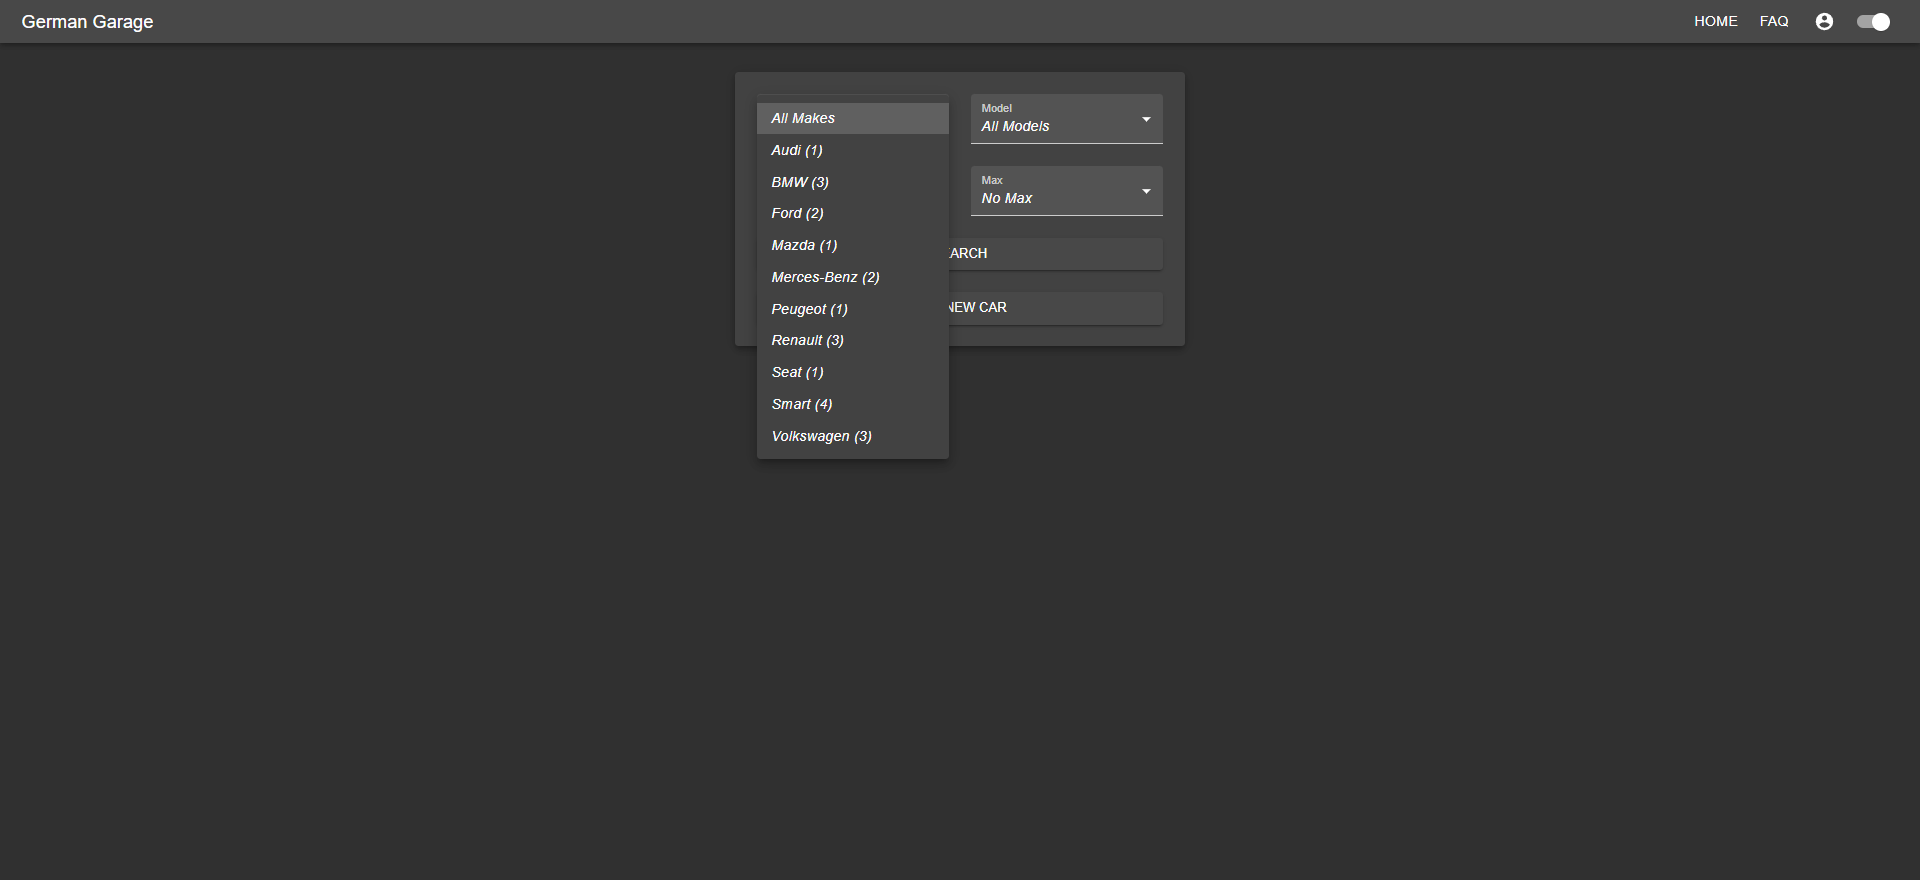 German Garage
HOME
FAQ
All Makes
Audi (1)
BMW (3)
Ford (2)
Mazda (1)
Merces-Benz (2)
Peugeot (1)
Renault (3)
Seat (1)
Smart (4)
Volkswagen (3)
Model
All Models
Max
No Max
ARCH
NEW CAR